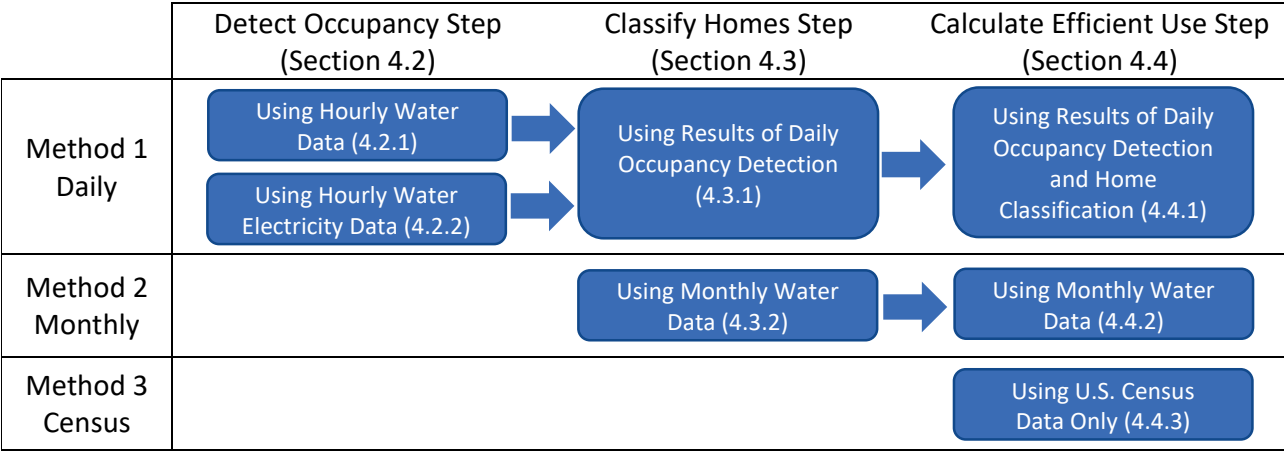 Detect Occupancy Step
(Section 4.2)
Classify Homes Step
(Section 4.3)
Calculate Efficient Use Step
(Section 4.4)
Method 1
Daily
Using Hourly Water
Data (4.2.1)
Using Hourly Water
Electricity Data (4.2.2)
Using Results of Daily
Occupancy Detection
(4.3.1)
Using Results of Daily
Occupancy Detection
and Home
Classification (4.4.1)
Method 2
Monthly
Using Monthly Water
Data (4.3.2)
Using Monthly Water
Data (4.4.2)
Method 3
Census
Using U.S. Census
Data Only (4.4.3)